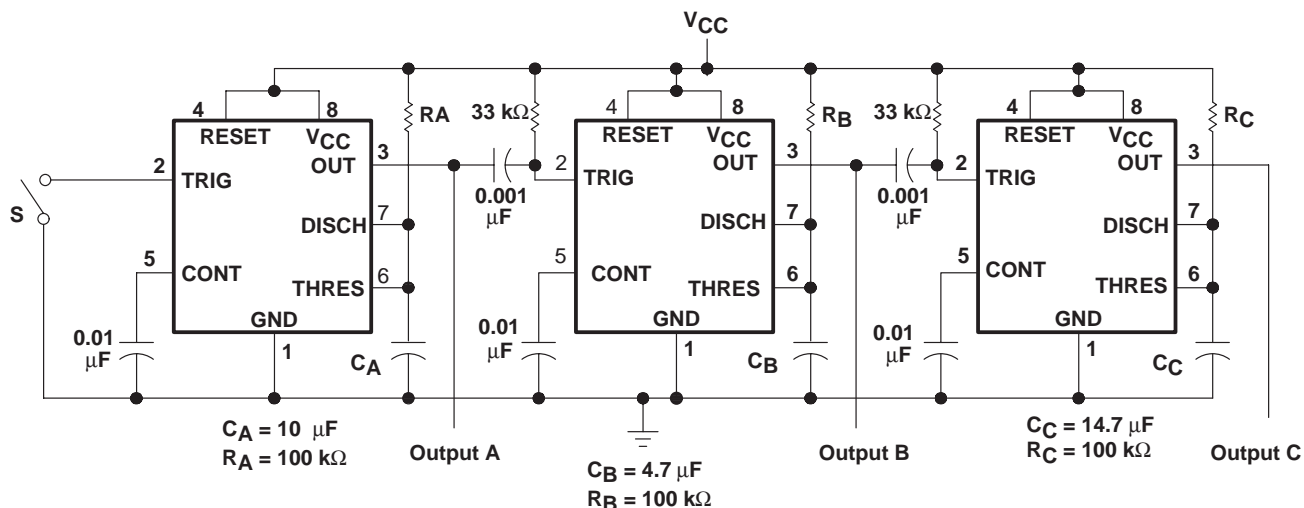 VCC
4
8
RESET
VCC
OUT
3
2
TRIG
S
DISCH
7
5
CONT
THRES
6
GND
1
0.01
µF
RA
33 kΩ
0.001
µF
CA
CA = 10 µF
RA = 100 kΩ
Output A
4
8
RESET
VCC
OUT
3
2
TRIG
DISCH
7
5
CONT
THRES
6
GND
1
0.01
µF
RB
33 kΩ
0.001
µF
CB
CB = 4.7 µF
RB = 100 kΩ
Output B
4
8
RESET
VCC
OUT
3
2
TRIG
DISCH
7
5
CONT
THRES
6
GND
1
0.01
µF
RC
CC
CC = 14.7 µF
RC = 100 kΩ
Output C